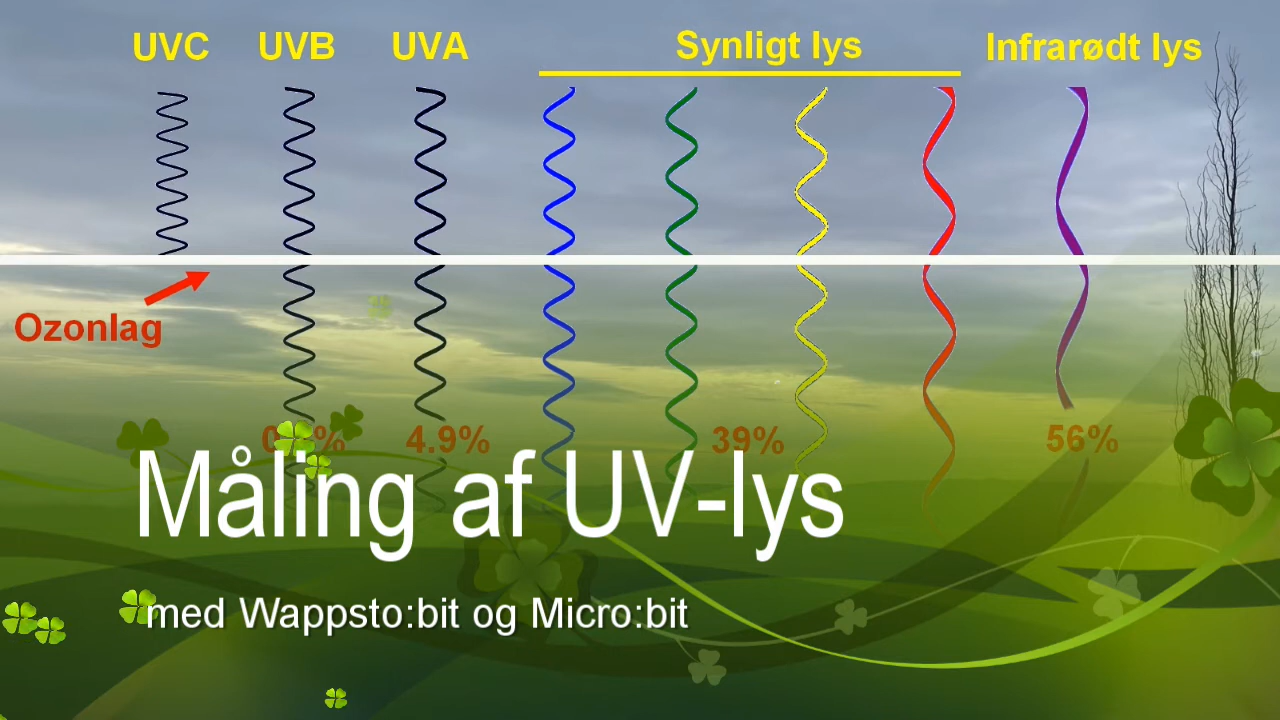 UVC UVB UVA Synligt lys Infrarødt lys
Ozonlag
4.9% 39% 56%
Måling af UV-lys
med Wappsto:bit og Micro:bit